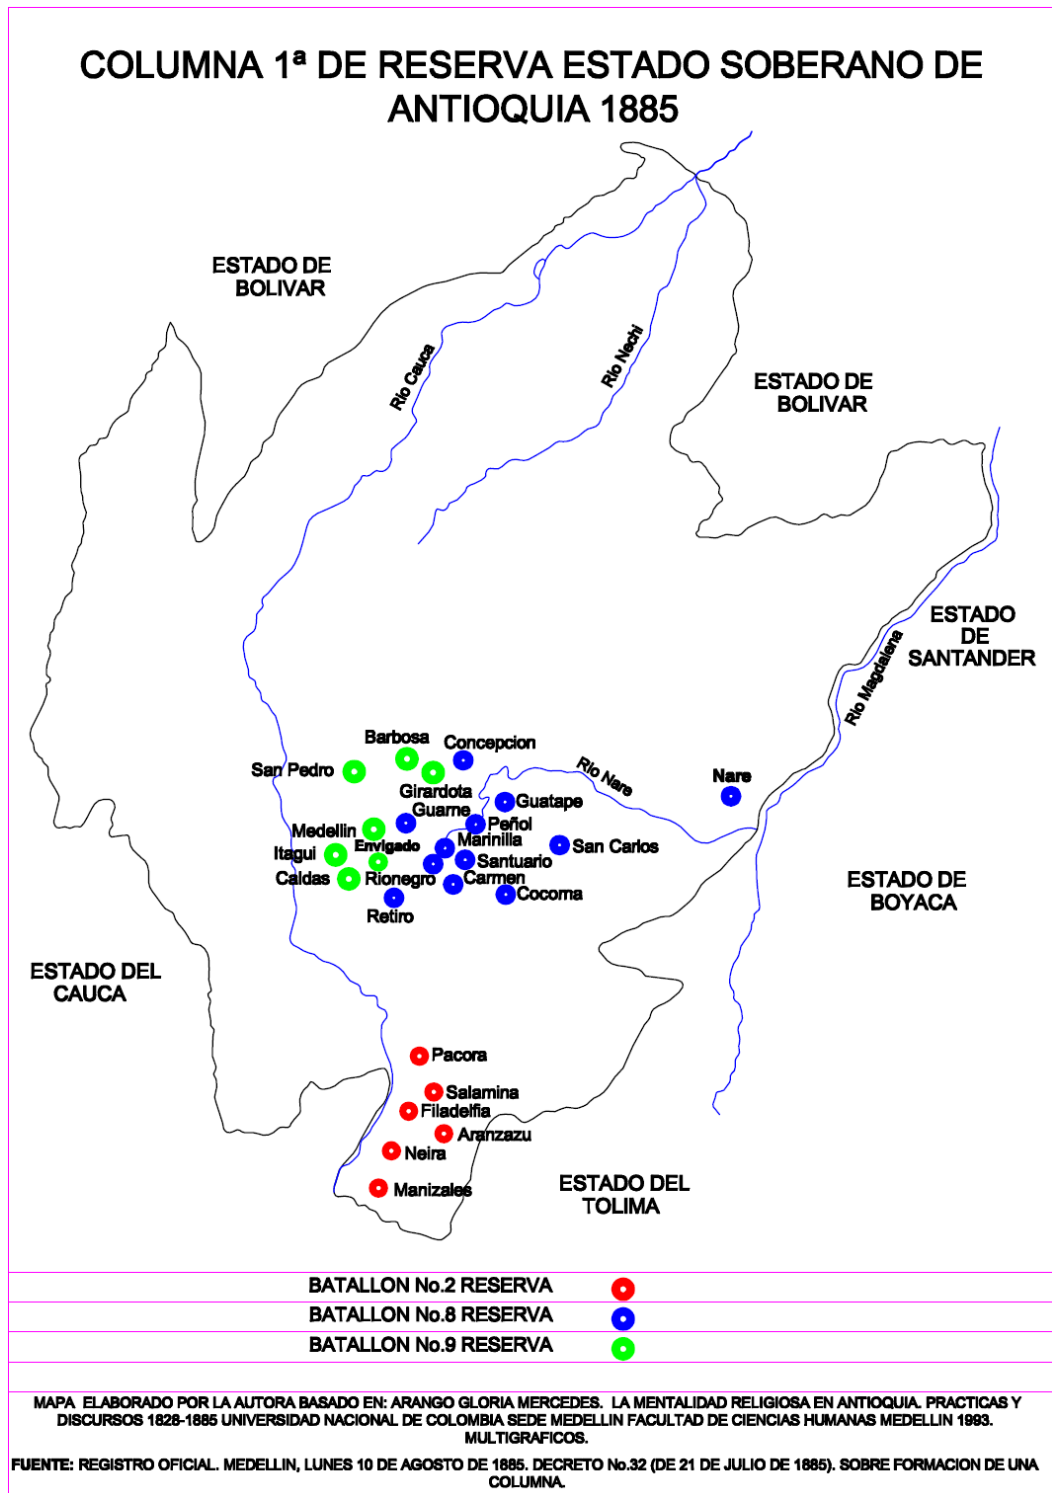 COLUMNA 1ª DE RESERVA ESTADO SOBERANO DE
ANTIOQUIA 1885
ESTADO DE
BOLIVAR
Rio Cauca
Rio Nechi
ESTADO DE
BOLIVAR
ESTADO
DE
SANTANDER
Rio Magdalena
Barbosa
Concepcion
San Pedro
Girardota
Rio Nare
Nare
Guatape
Guarne
Peñol
Medellin
Marinilla
Envigado
San Carlos
Itagui
Santuario
Caldas
Rionegro
Carmen
Cocorna
Retiro
ESTADO DE
BOYACA
ESTADO DEL
CAUCA
Pacora
Salamina
Filadelfia
Aranzazu
Neira
Manizales
ESTADO DEL
TOLIMA
BATALLON No.2 RESERVA
BATALLON No.8 RESERVA
BATALLON No.9 RESERVA
MAPA ELABORADO POR LA AUTORA BASADO EN: ARANGO GLORIA MERCEDES. LA MENTALIDAD RELIGIOSA EN ANTIOQUIA. PRACTICAS Y
DISCURSOS 1828-1885 UNIVERSIDAD NACIONAL DE COLOMBIA SEDE MEDELLIN FACULTAD DE CIENCIAS HUMANAS MEDELLIN 1993.
MULTIGRAFICOS.
FUENTE: REGISTRO OFICIAL. MEDELLIN, LUNES 10 DE AGOSTO DE 1885. DECRETO No.32 (DE 21 DE JULIO DE 1885). SOBRE FORMACION DE UNA
COLUMNA.